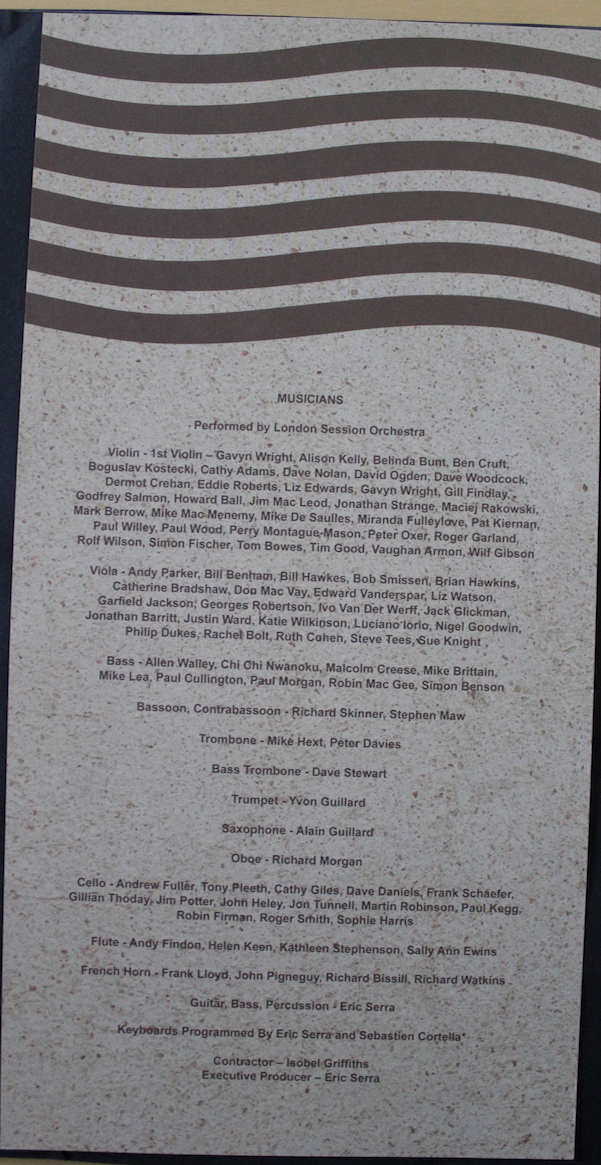 MUSICIANS
Performed by London Session Orchestra
Violin - 1st Violin – Gavyn Wright, Alison Kelly, Belinda Bunt, Ben Cruft,
Boguslav Kostecki, Cathy Adams, Dave Nolan, David Ogden, Dave Woodcock,
Dermot Crehan, Eddie Roberts, Liz Edwards, Gavyn Wright, Gill Findlay,
Godfrey Salmon, Howard Ball, Jim Mac Leod, Jonathan Strange, Maciej Rakowski,
Mark Berrow, Mike Mac Menemy, Mike De Saulles, Miranda Fulleylove, Pat Kiernan,
Paul Willey, Paul Wood, Perry Montague-Mason, Peter Oxer, Roger Garland,
Rolf Wilson, Simon Fischer, Tom Bowes, Tim Good, Vaughan Armon, Wilf Gibson
Viola - Andy Parker, Bill Benham, Bill Hawkes, Bob Smissen, Brian Hawkins,
Catherine Bradshaw, Don Mac Vay, Edward Vanderspar, Liz Watson,
Garfield Jackson, Georges Robertson, Ivo Van Der Werff, Jack Glickman,
Jonathan Barritt, Justin Ward, Katie Wilkinson, Luciano Iorio, Nigel Goodwin,
Philip Dukes, Rachel Bolt, Ruth Cohen, Steve Tees, Sue Knight
Bass - Allen Walley, Chi Chi Nwanoku, Malcolm Creese, Mike Brittain,
Mike Lea, Paul Cullington, Paul Morgan, Robin Mac Gee, Simon Benson
Bassoon, Contrabassoon - Richard Skinner, Stephen Maw
Trombone - Mike Hext, Peter Davies
Bass Trombone - Dave Stewart
Trumpet - Yvon Guillard
Saxophone - Alain Guillard
Oboe - Richard Morgan
Cello - Andrew Fuller, Tony Pleeth, Cathy Giles, Dave Daniels, Frank Schaefer,
Gillian Thoday, Jim Potter, John Heley, Jon Tunnell, Martin Robinson, Paul Kegg,
Robin Firman, Roger Smith, Sophie Harris
Flute - Andy Findon, Helen Keen, Kathleen Stephenson, Sally Ann Ewins
French Horn - Frank Lloyd, John Pigneguy, Richard Bissill, Richard Watkins
Guitar, Bass, Percussion - Eric Serra
Keyboards Programmed By Eric Serra and Sebastien Cortella*
Contractor – Isobel Griffiths
Executive Producer – Eric Serra